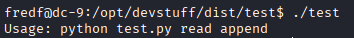 fredf@dc-9:/opt/devstuff/dist/test$ ./test
Usage: python test.py read append